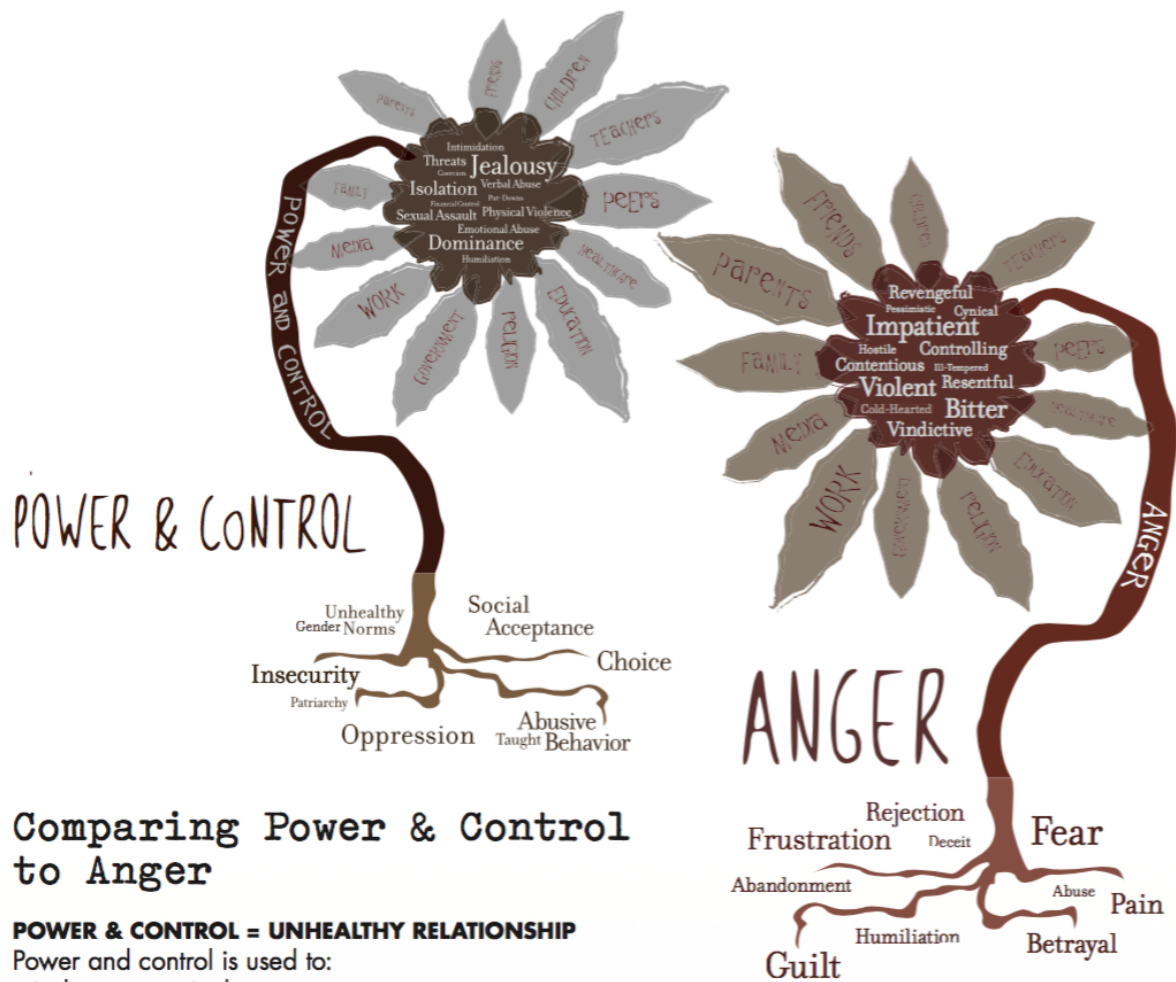 Parents
Friends
Children
Teachers
Peers
Healthcare
Education
Religion
Government
Work
Media
Family
Intimidation
Threats Jealousy
Coercion
Isolation Verbal Abuse
Financial Control Put-Downs
Sexual Assault Physical Violence
Emotional Abuse
Dominance
Humiliation
POWER and CONTROL
POWER & CONTROL
Unhealthy
Gender Norms
Social
Acceptance
Choice
Insecurity
Patriarchy
Oppression
Abusive
Taught Behavior
Parents
Friends
Children
Teachers
Peers
Healthcare
Education
Religion
Government
Work
Media
Family
Revengeful
Pessimistic Cynical
Impatient
Hostile Controlling
Contentious Ill-Tempered
Violent Resentful
Cold-Hearted Bitter
Vindictive
ANGER
ANGER
Rejection
Frustration Deceit
Fear
Abandonment
Abuse
Pain
Humiliation
Betrayal
Guilt
Comparing Power & Control
to Anger
POWER & CONTROL = UNHEALTHY RELATIONSHIP
Power and control is used to: